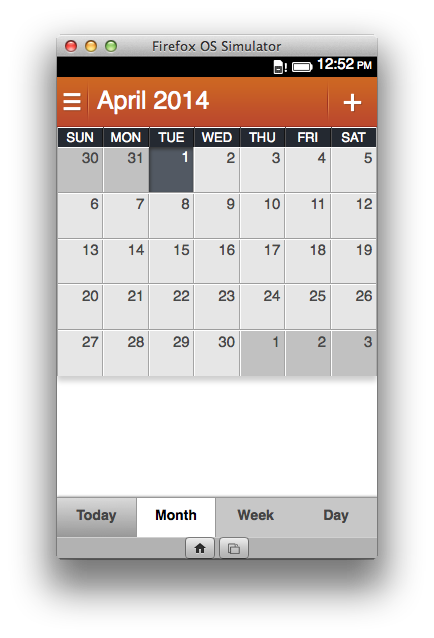 Firefox OS Simulator
12:52 PM
April 2014
SUN MON TUE WED THU FRI SAT
30 31 1 2 3 4 5
6 7 8 9 10 11 12
13 14 15 16 17 18 19
20 21 22 23 24 25 26
27 28 29 30 1 2 3
Today Month Week Day